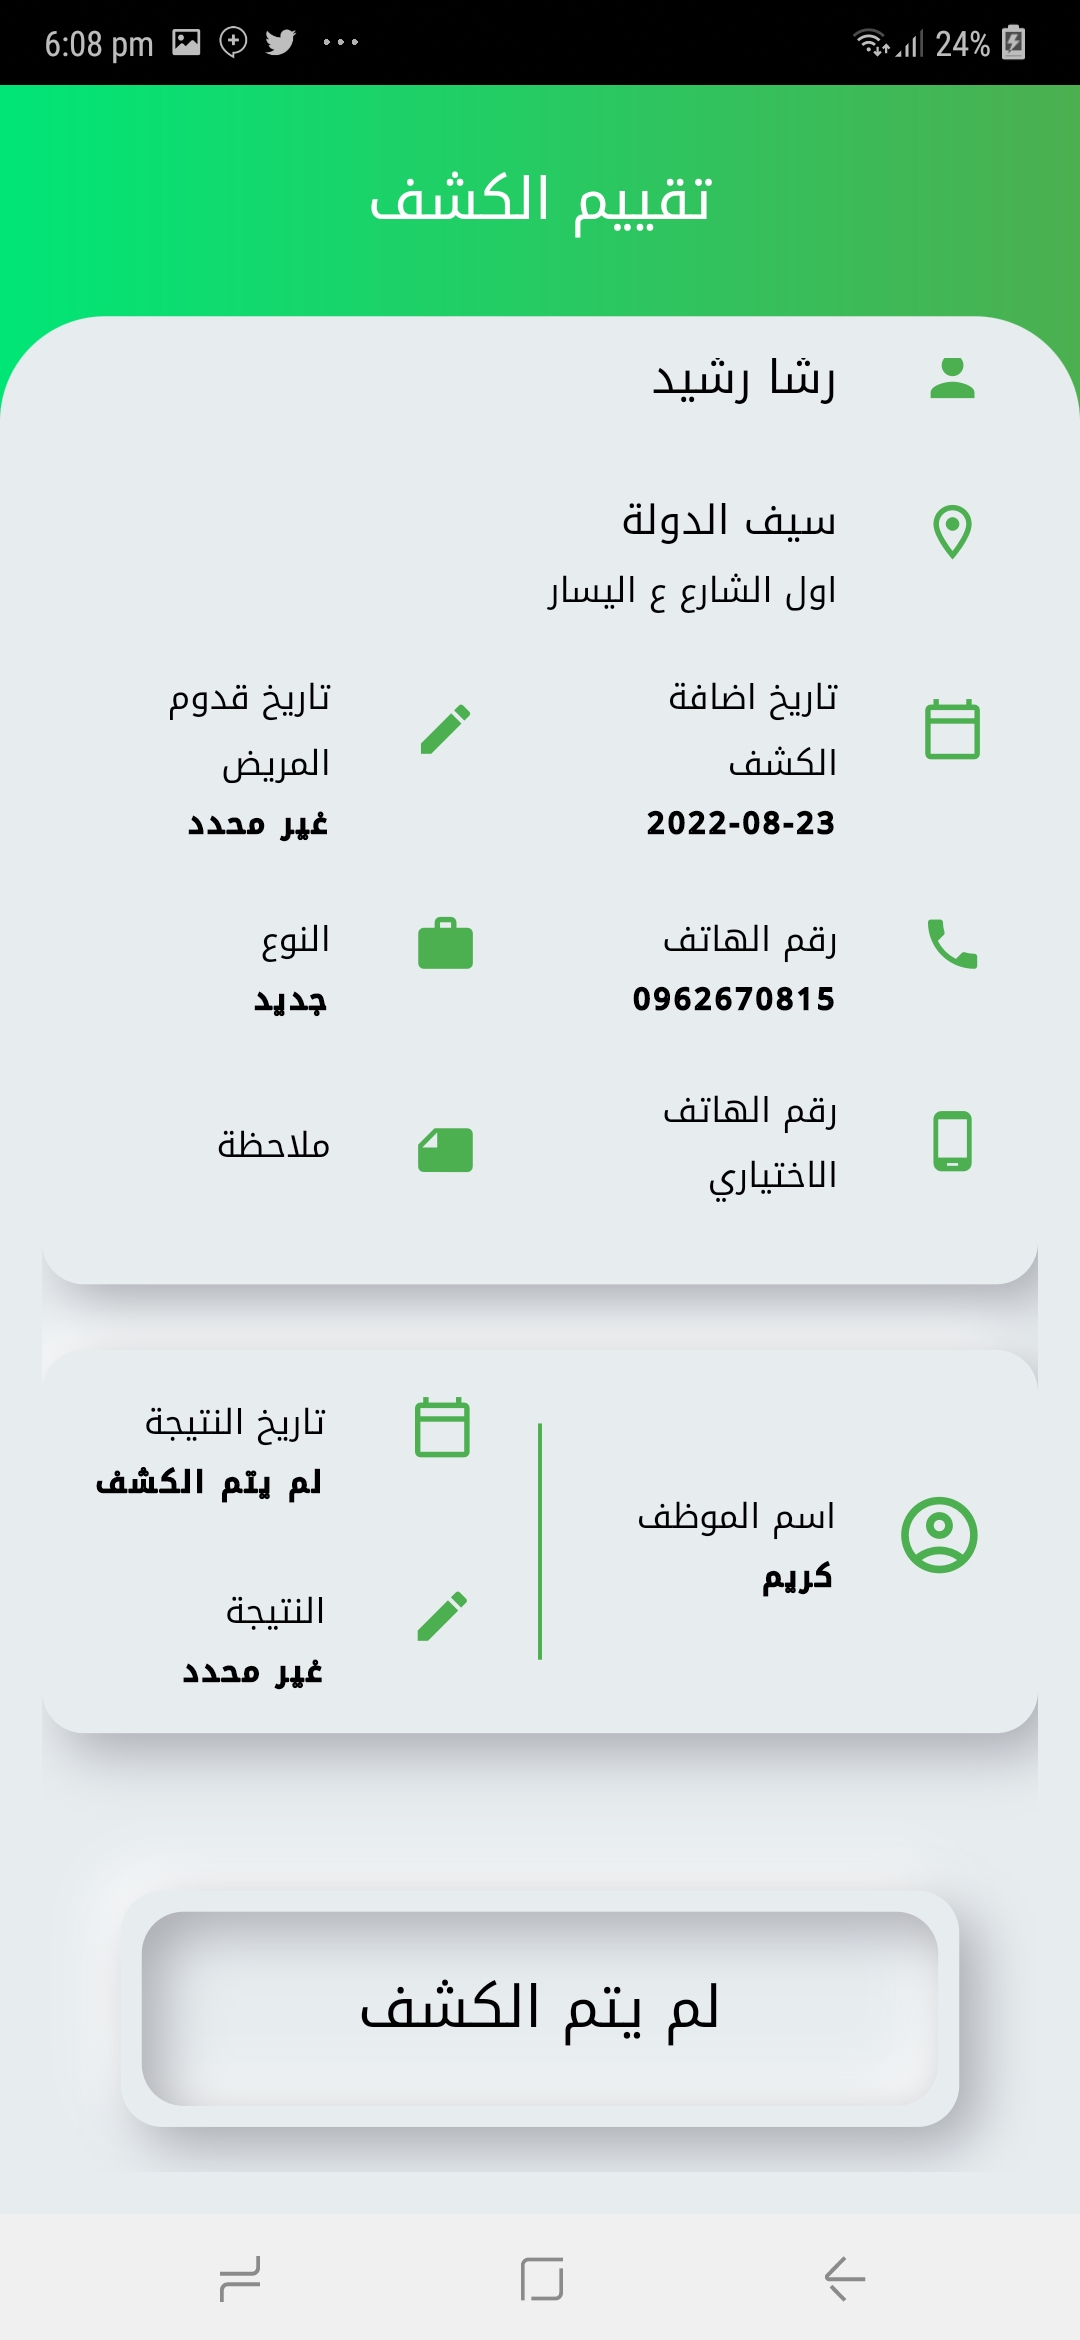 6:08 pm
24%
تقييم الكشف
رشا رشيد
سيف الدولة
اول الشارع ع اليسار
تاريخ اضافة
الكشف
2022-08-23
تاريخ قدوم
المريض
غير محدد
رقم الهاتف
0962670815
النوع
جديد
رقم الهاتف
الاختياري
ملاحظة
اسم الموظف
كريم
تاريخ النتيجة
لم يتم الكشف
النتيجة
غير محدد
لم يتم الكشف